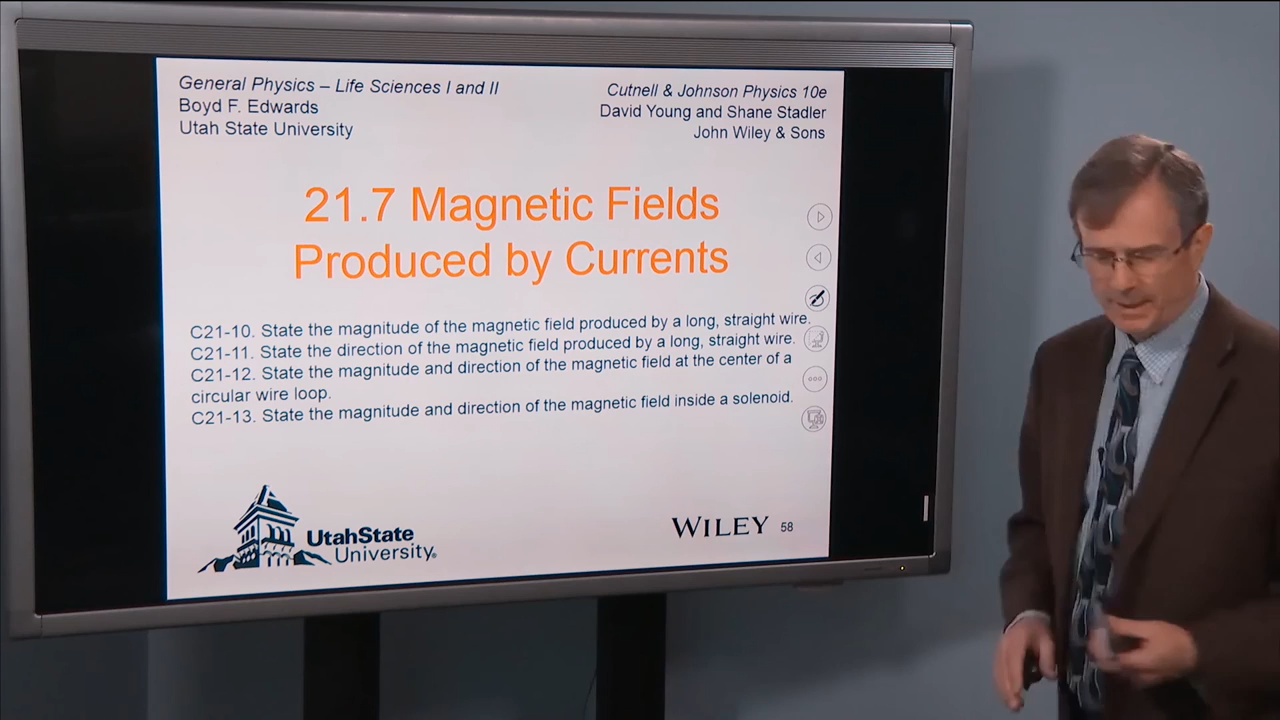 General Physics – Life Sciences I and II
Boyd F. Edwards
Utah State University
Cutnell & Johnson Physics 10e
David Young and Shane Stadler
John Wiley & Sons
21.7 Magnetic Fields
Produced by Currents
C21-10. State the magnitude of the magnetic field produced by a long, straight wire.
C21-11. State the direction of the magnetic field produced by a long, straight wire.
C21-12. State the magnitude and direction of the magnetic field at the center of a
circular wire loop.
C21-13. State the magnitude and direction of the magnetic field inside a solenoid.
UtahState
University®
WILEY 58